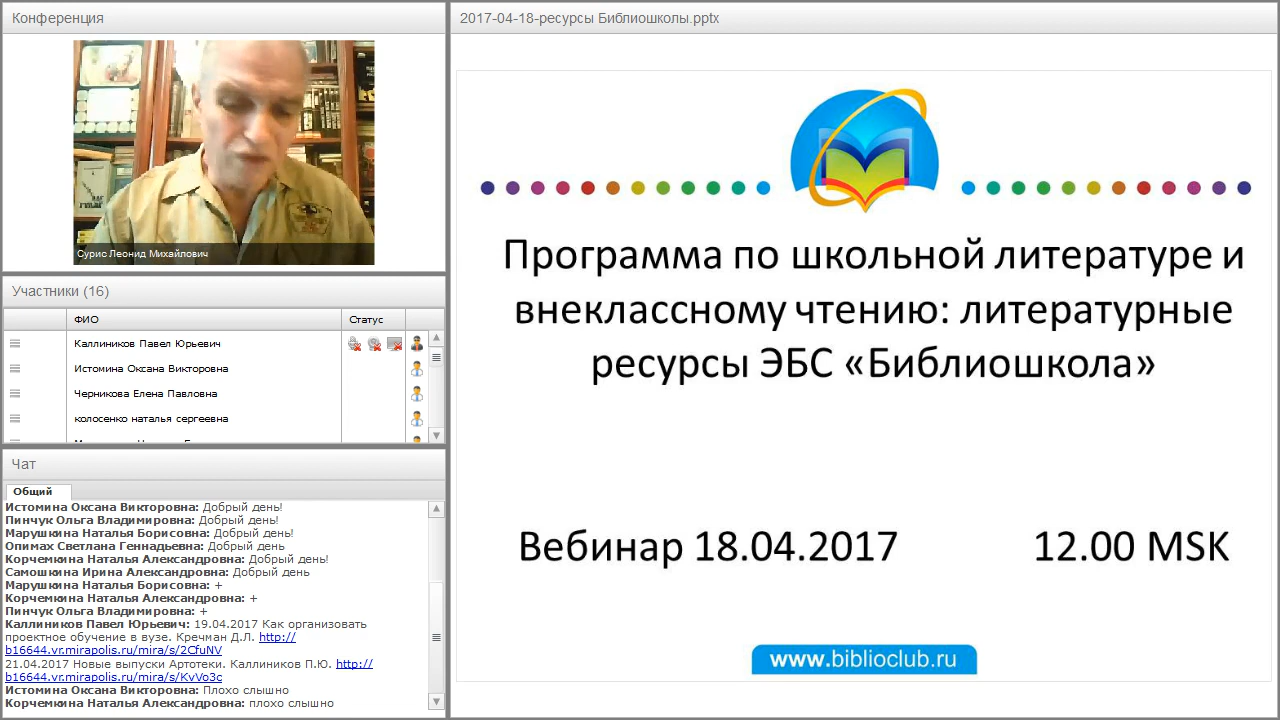 Конференция
Сурис Леонид Михайлович
Участники (16)
ФИО
Статус
Каллиников Павел Юрьевич
Истомина Оксана Викторовна
Черникова Елена Павловна
колосенко наталья сергеевна
Чат
Общий
Истомина Оксана Викторовна: Добрый день!
Пинчук Ольга Владимировна: Добрый день!
Марушкина Наталья Борисовна: Добрый день!
Опимах Светлана Геннадьевна: Добрый день
Корчемкина Наталья Александровна: Добрый день!
Самошкина Ирина Александровна: Добрый день
Марушкина Наталья Борисовна: +
Корчемкина Наталья Александровна: +
Пинчук Ольга Владимировна: +
Каллиников Павел Юрьевич: 19.04.2017 Как организовать
проектное обучение в вузе. Кречман Д.Л. http://
b16644.vr.mirapolis.ru/mira/s/2CfuNV
21.04.2017 Новые выпуски Артотеки. Каллиников П.Ю. http://
b16644.vr.mirapolis.ru/mira/s/KvVo3c
Истомина Оксана Викторовна: Плохо слышно
Корчемкина Наталья Александровна: плохо слышно
2017-04-18-ресурсы Библиошколы.pptx
Программа по школьной литературе и
внеклассному чтению: литературные
ресурсы ЭБС «Библиошкола»
Вебинар 18.04.2017 12.00 MSK
www.biblioclub.ru